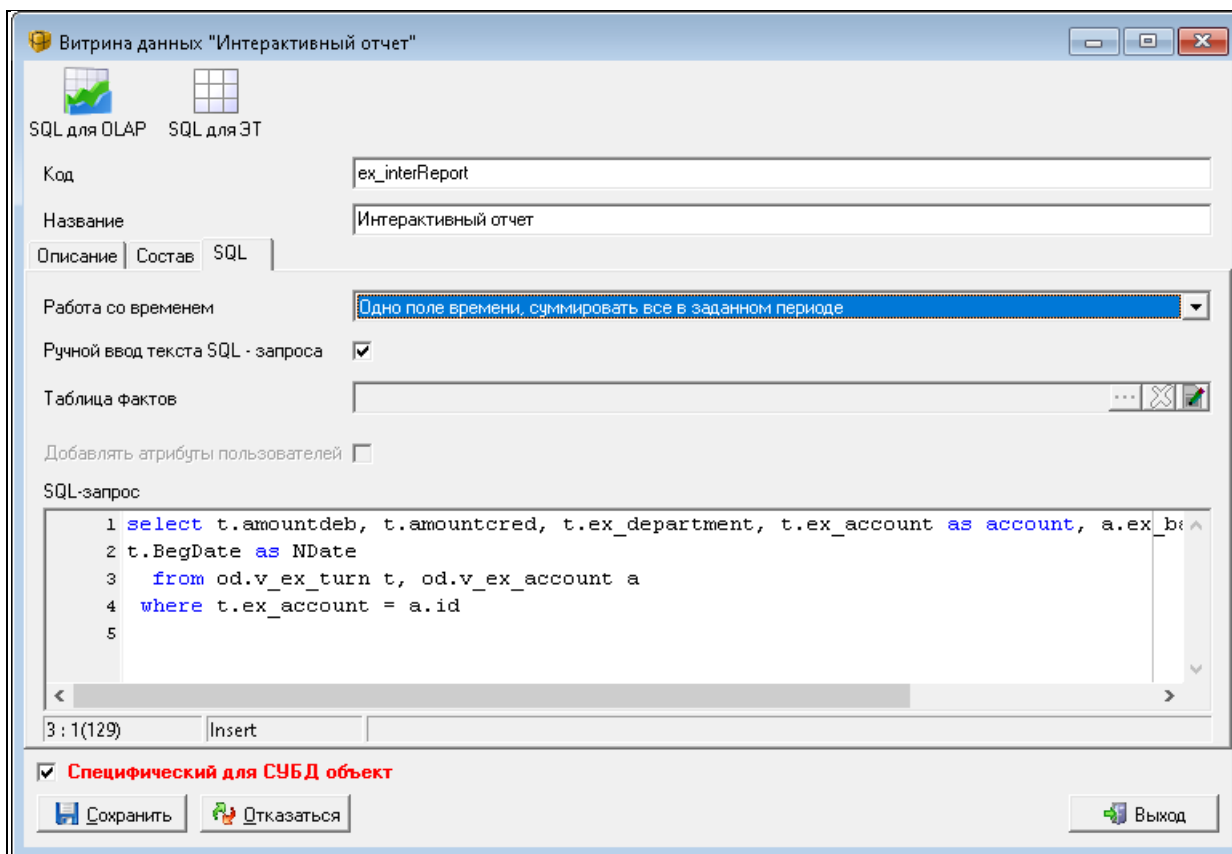 Витрина данных "Интерактивный отчет"
SQL для OLAP SQL для ЭТ
Код ex_interReport
Название Интерактивный отчет
Описание Состав SQL
Работа со временем Одно поле времени, суммировать все в заданном периоде
Ручной ввод текста SQL - запроса
Таблица фактов
Добавлять атрибуты пользователей
SQL-запрос
1 select t.amountdeb, t.amountcred, t.ex_department, t.ex_account as account,
2 t.BegDate as NDate
3 from od.v_ex_turn t, od.v_ex_account a
4 where t.ex_account = a.id
5
3 : 1(129) Insert
Специфический для СУБД объект
Сохранить Отказаться Выход